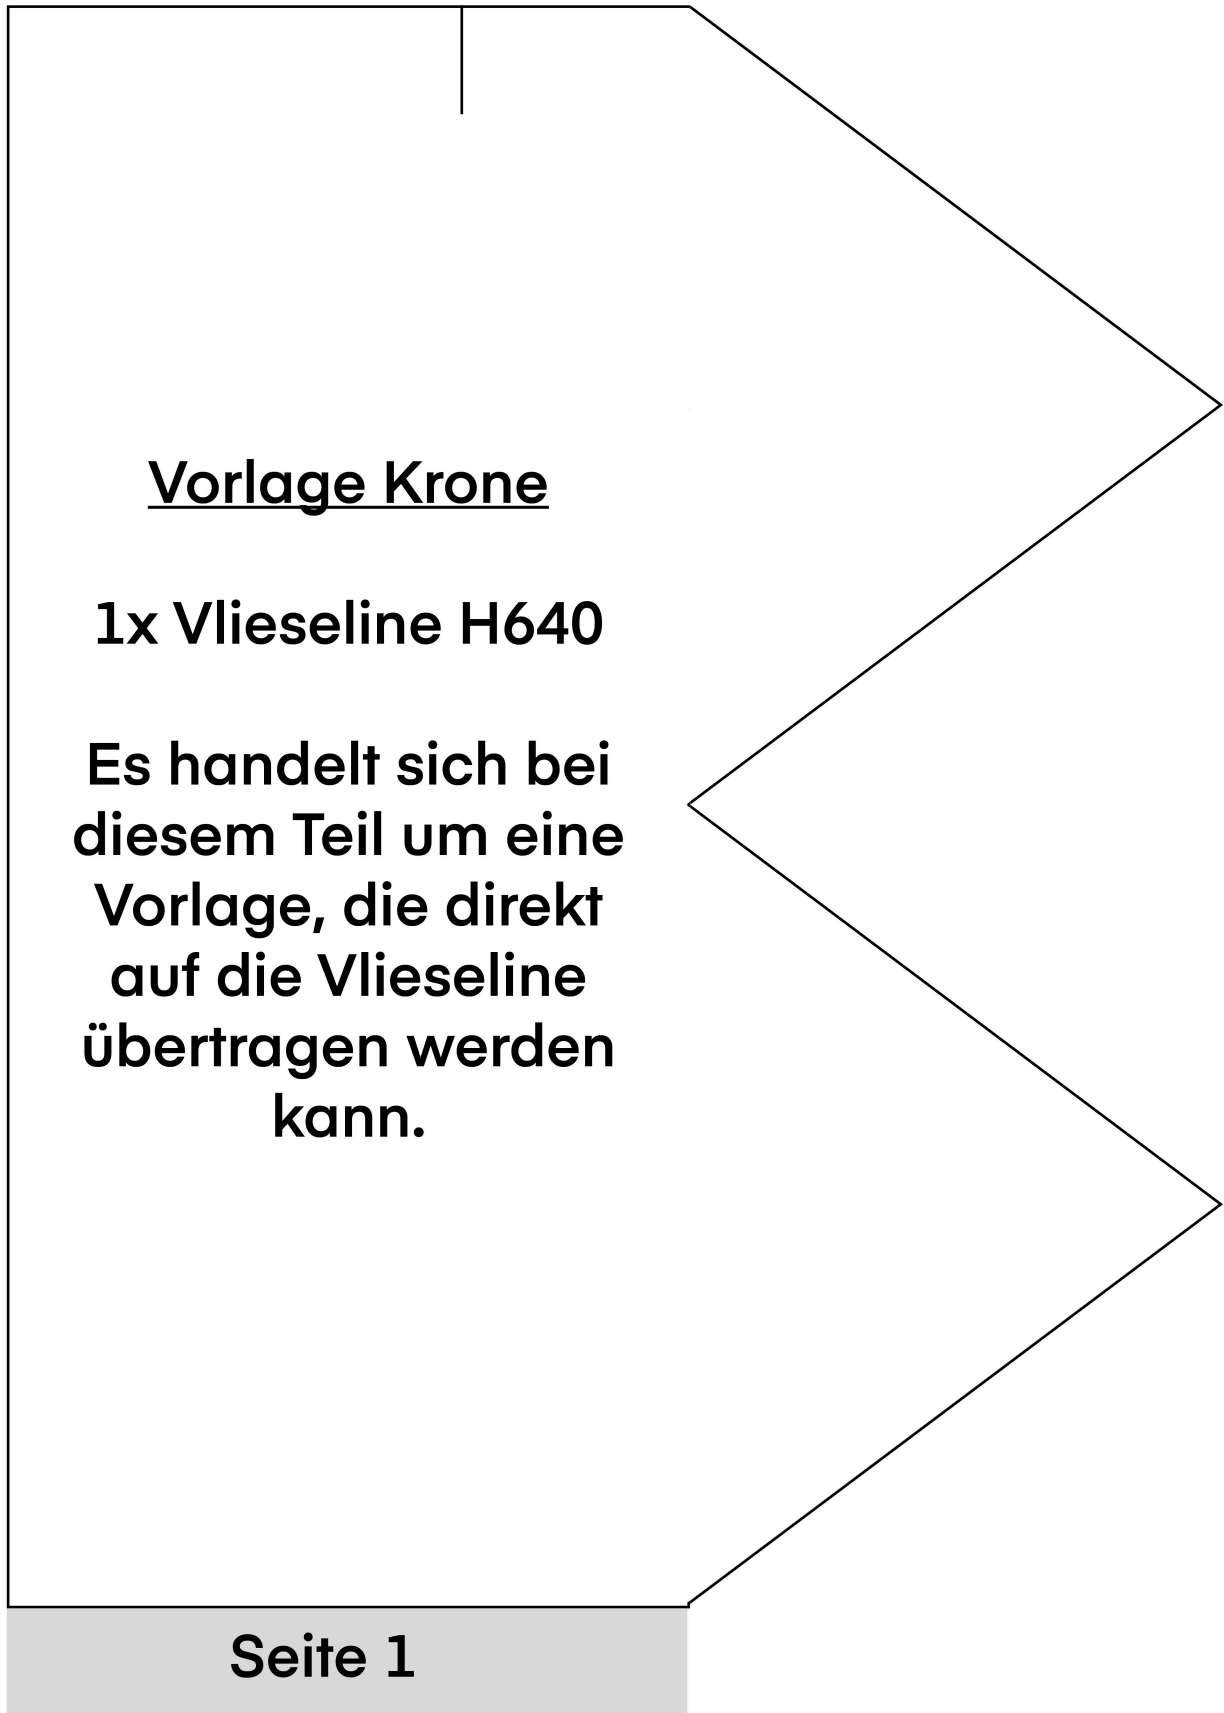 Vorlage Krone
1x Vlieseline H640
Es handelt sich bei
diesem Teil um eine
Vorlage, die direkt
auf die Vlieseline
übertragen werden
kann.
Seite 1